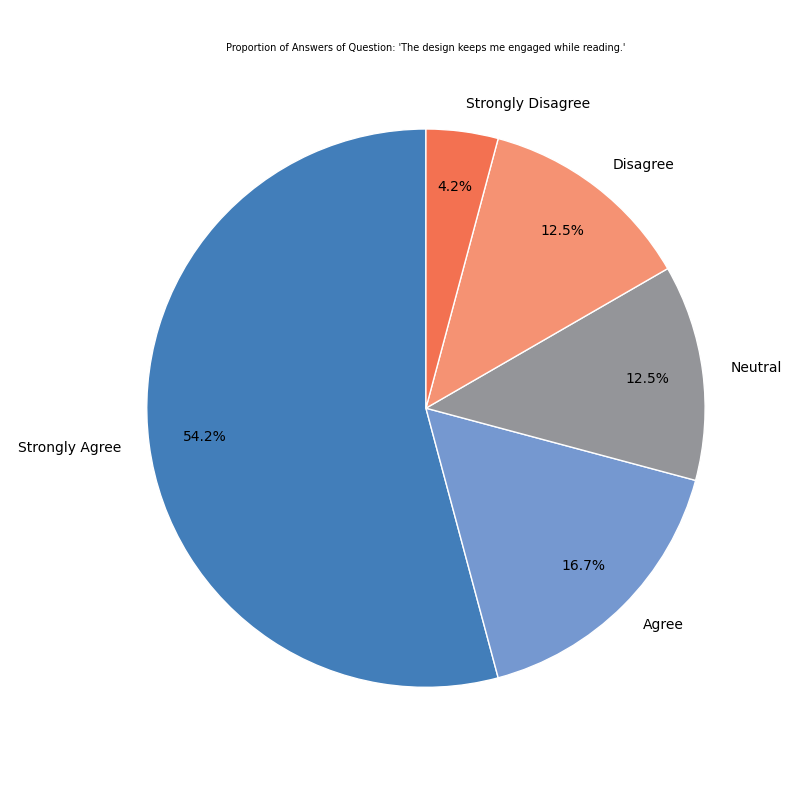 Proportion of Answers of Question: 'The design keeps me engaged while reading.'
Strongly Disagree
Disagree
4.2%
12.5%
Neutral
12.5%
54.2%
Strongly Agree
16.7%
Agree